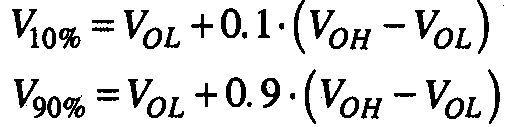 V10% = VOL + 0.1·(VOH − VOL)
V90% = VOL + 0.9·(VOH − VOL)